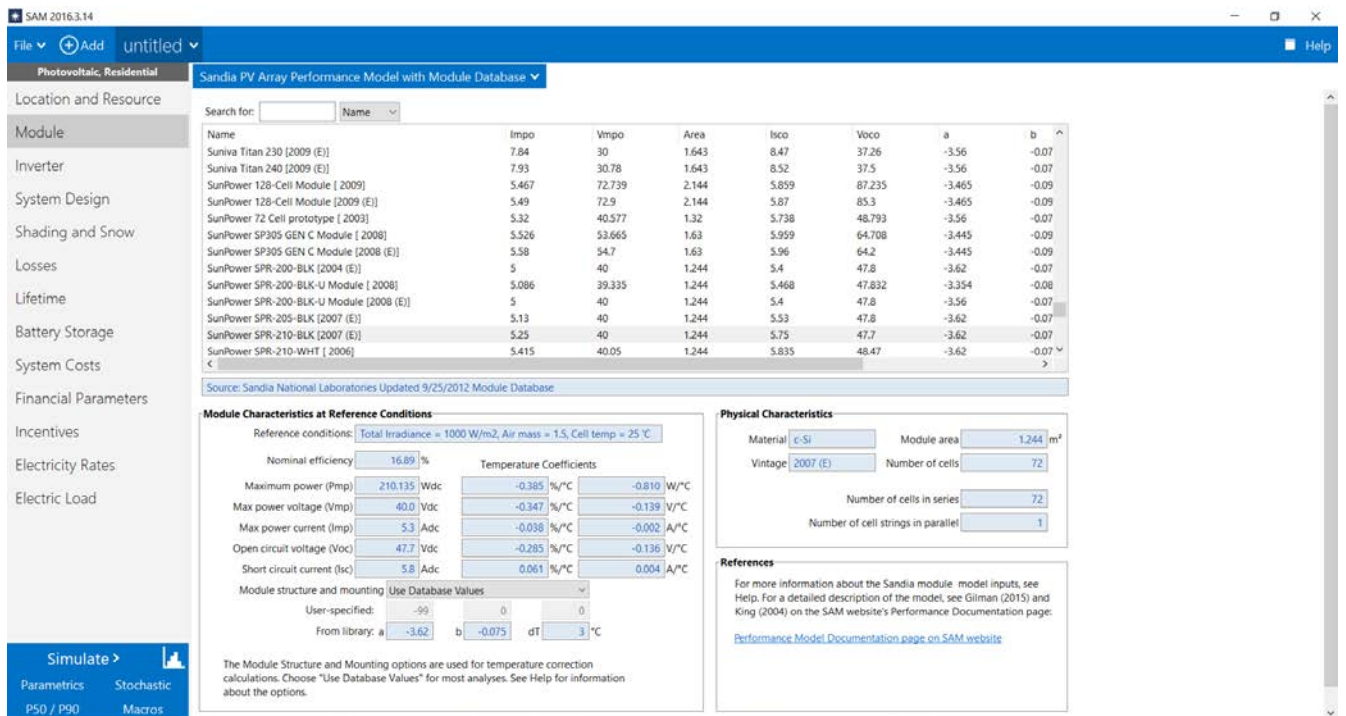 SAM 2016.3.14
File Add untitled Help
Photovoltaic, Residential
Location and Resource
Module
Inverter
System Design
Shading and Snow
Losses
Lifetime
Battery Storage
System Costs
Financial Parameters
Incentives
Electricity Rates
Electric Load
Simulate >
Parametrics Stochastic
P50 / P90 Macros
Sandia PV Array Performance Model with Module Database
Search for: Name
Name Impo Vmpo Area Isco Voco a b
Suniva Titan 230 [2009 (E)] 7.84 30 1.643 8.47 37.26 -3.56 -0.07
Suniva Titan 240 [2009 (E)] 7.93 30.78 1.643 8.52 37.5 -3.56 -0.07
SunPower 128-Cell Module [ 2009] 5.467 72.739 2.144 5.859 87.235 -3.465 -0.09
SunPower 128-Cell Module [2009 (E)] 5.49 72.9 2.144 5.87 85.3 -3.465 -0.09
SunPower 72 Cell prototype [ 2003] 5.32 40.577 1.32 5.738 48.793 -3.56 -0.07
SunPower SP305 GEN C Module [ 2008] 5.526 53.665 1.63 5.959 64.708 -3.445 -0.09
SunPower SP305 GEN C Module [2008 (E)] 5.58 54.7 1.63 5.96 64.2 -3.445 -0.09
SunPower SPR-200-BLK [2004 (E)] 5 40 1.244 5.4 47.8 -3.62 -0.07
SunPower SPR-200-BLK-U Module [ 2008] 5.086 39.335 1.244 5.468 47.832 -3.354 -0.08
SunPower SPR-200-BLK-U Module [2008 (E)] 5 40 1.244 5.4 47.8 -3.56 -0.07
SunPower SPR-205-BLK [2007 (E)] 5.13 40 1.244 5.53 47.8 -3.62 -0.07
SunPower SPR-210-BLK [2007 (E)] 5.25 40 1.244 5.75 47.7 -3.62 -0.07
SunPower SPR-210-WHT [ 2006] 5.415 40.05 1.244 5.835 48.47 -3.62 -0.07
Source: Sandia National Laboratories Updated 9/25/2012 Module Database
Module Characteristics at Reference Conditions
Reference conditions: Total Irradiance = 1000 W/m2, Air mass = 1.5, Cell temp = 25 °C
Nominal efficiency 16.89 % Temperature Coefficients
Maximum power (Pmp) 210.135 Wdc -0.385 %/°C -0.810 W/°C
Max power voltage (Vmp) 40.0 Vdc -0.347 %/°C -0.139 V/°C
Max power current (Imp) 5.3 Adc -0.038 %/°C -0.002 A/°C
Open circuit voltage (Voc) 47.7 Vdc -0.285 %/°C -0.136 V/°C
Short circuit current (Isc) 5.8 Adc 0.061 %/°C 0.004 A/°C
Module structure and mounting Use Database Values
User-specified: -99 0 0
From library: a -3.62 b -0.075 dT 3 °C
The Module Structure and Mounting options are used for temperature correction
calculations. Choose "Use Database Values" for most analyses. See Help for information
about the options.
Physical Characteristics
Material c-Si Module area 1.244 m²
Vintage 2007 (E) Number of cells 72
Number of cells in series 72
Number of cell strings in parallel 1
References
For more information about the Sandia module model inputs, see
Help. For a detailed description of the model, see Gilman (2015) and
King (2004) on the SAM website's Performance Documentation page:
Performance Model Documentation page on SAM website